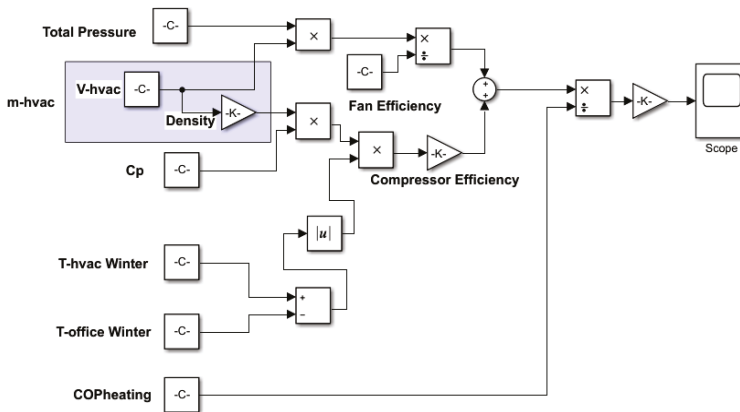 Total Pressure
-C-
×
×
÷
-C-
Fan Efficiency
m-hvac
V-hvac
-C-
Density
-K-
×
+
+
×
÷
-K-
Scope
Cp
-C-
×
-K-
Compressor Efficiency
|u|
T-hvac Winter
-C-
+
−
T-office Winter
-C-
COPheating
-C-